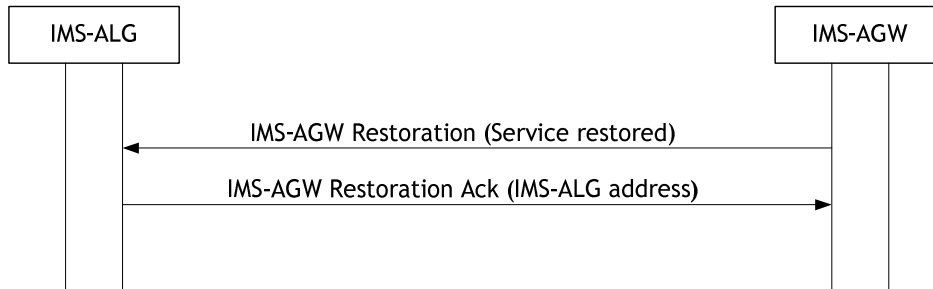 IMS-ALG
IMS-AGW
IMS-AGW Restoration (Service restored)
IMS-AGW Restoration Ack (IMS-ALG address)